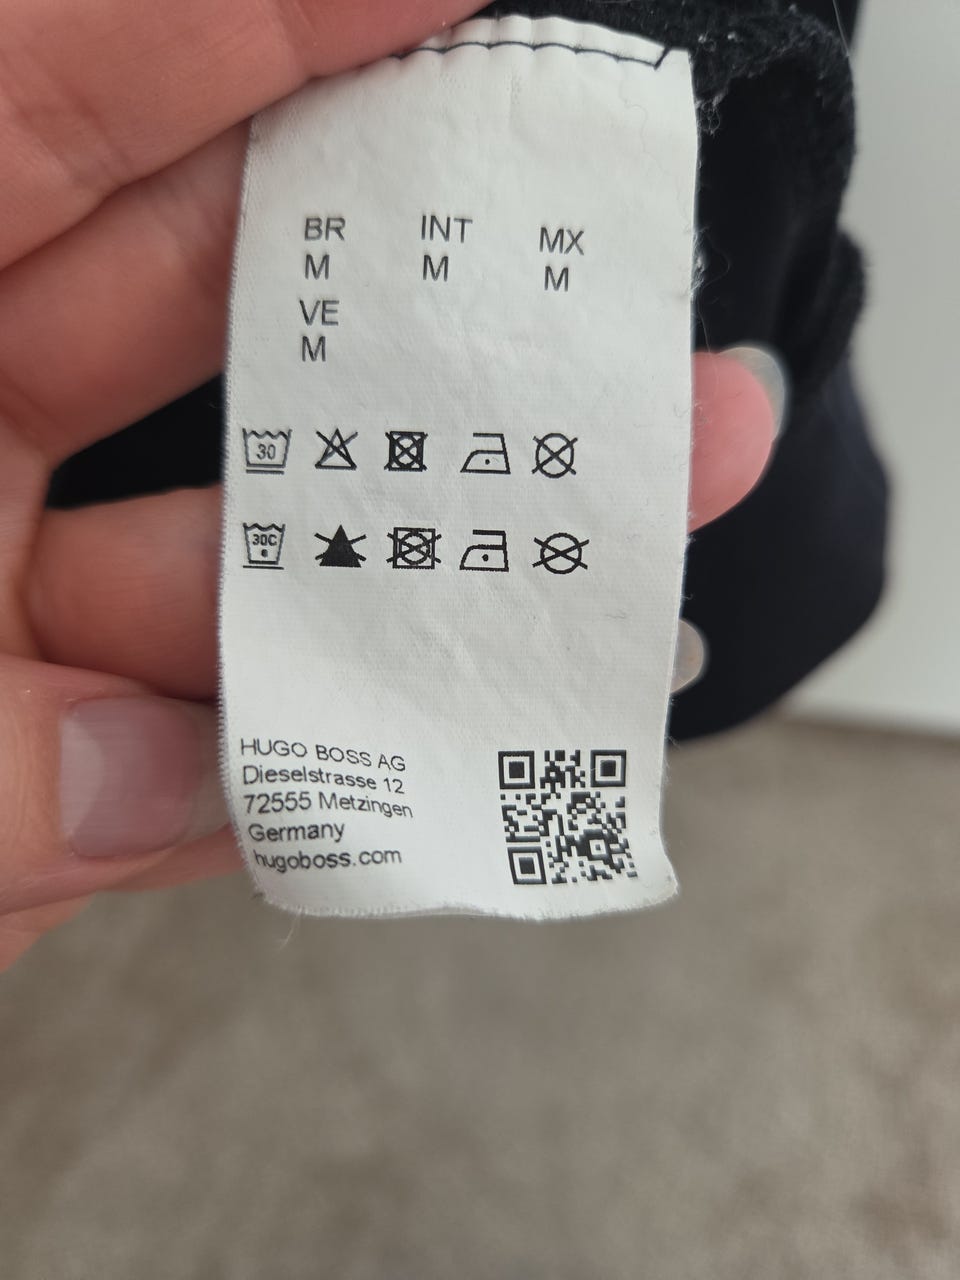 BR INT MX
M M M
VE
M
30
30C
HUGO BOSS AG
Dieselstrasse 12
72555 Metzingen
Germany
hugoboss.com